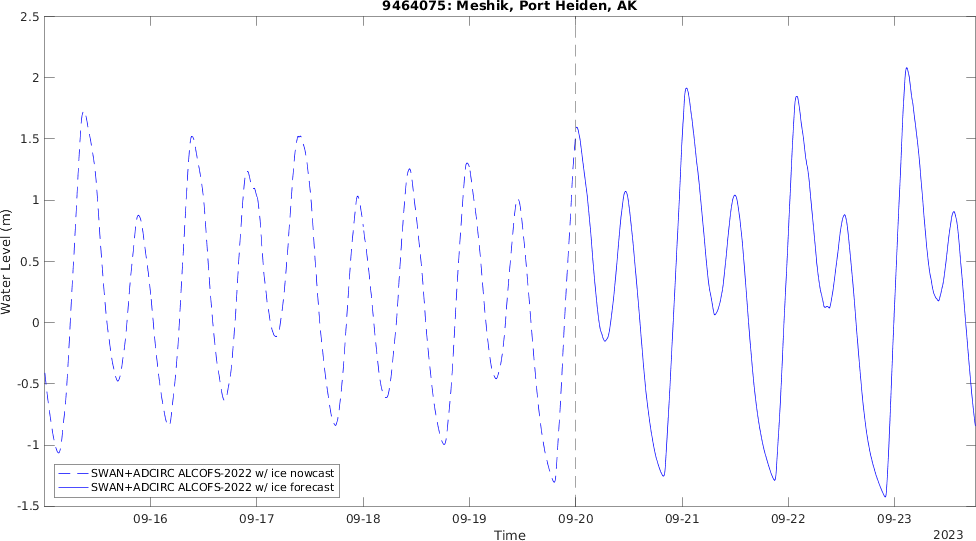 9464075: Meshik, Port Heiden, AK
2.5
2
1.5
1
0.5
0
-0.5
-1
-1.5
Water Level (m)
SWAN+ADCIRC ALCOFS-2022 w/ ice nowcast
SWAN+ADCIRC ALCOFS-2022 w/ ice forecast
09-16 09-17 09-18 09-19 09-20 09-21 09-22 09-23
Time
2023